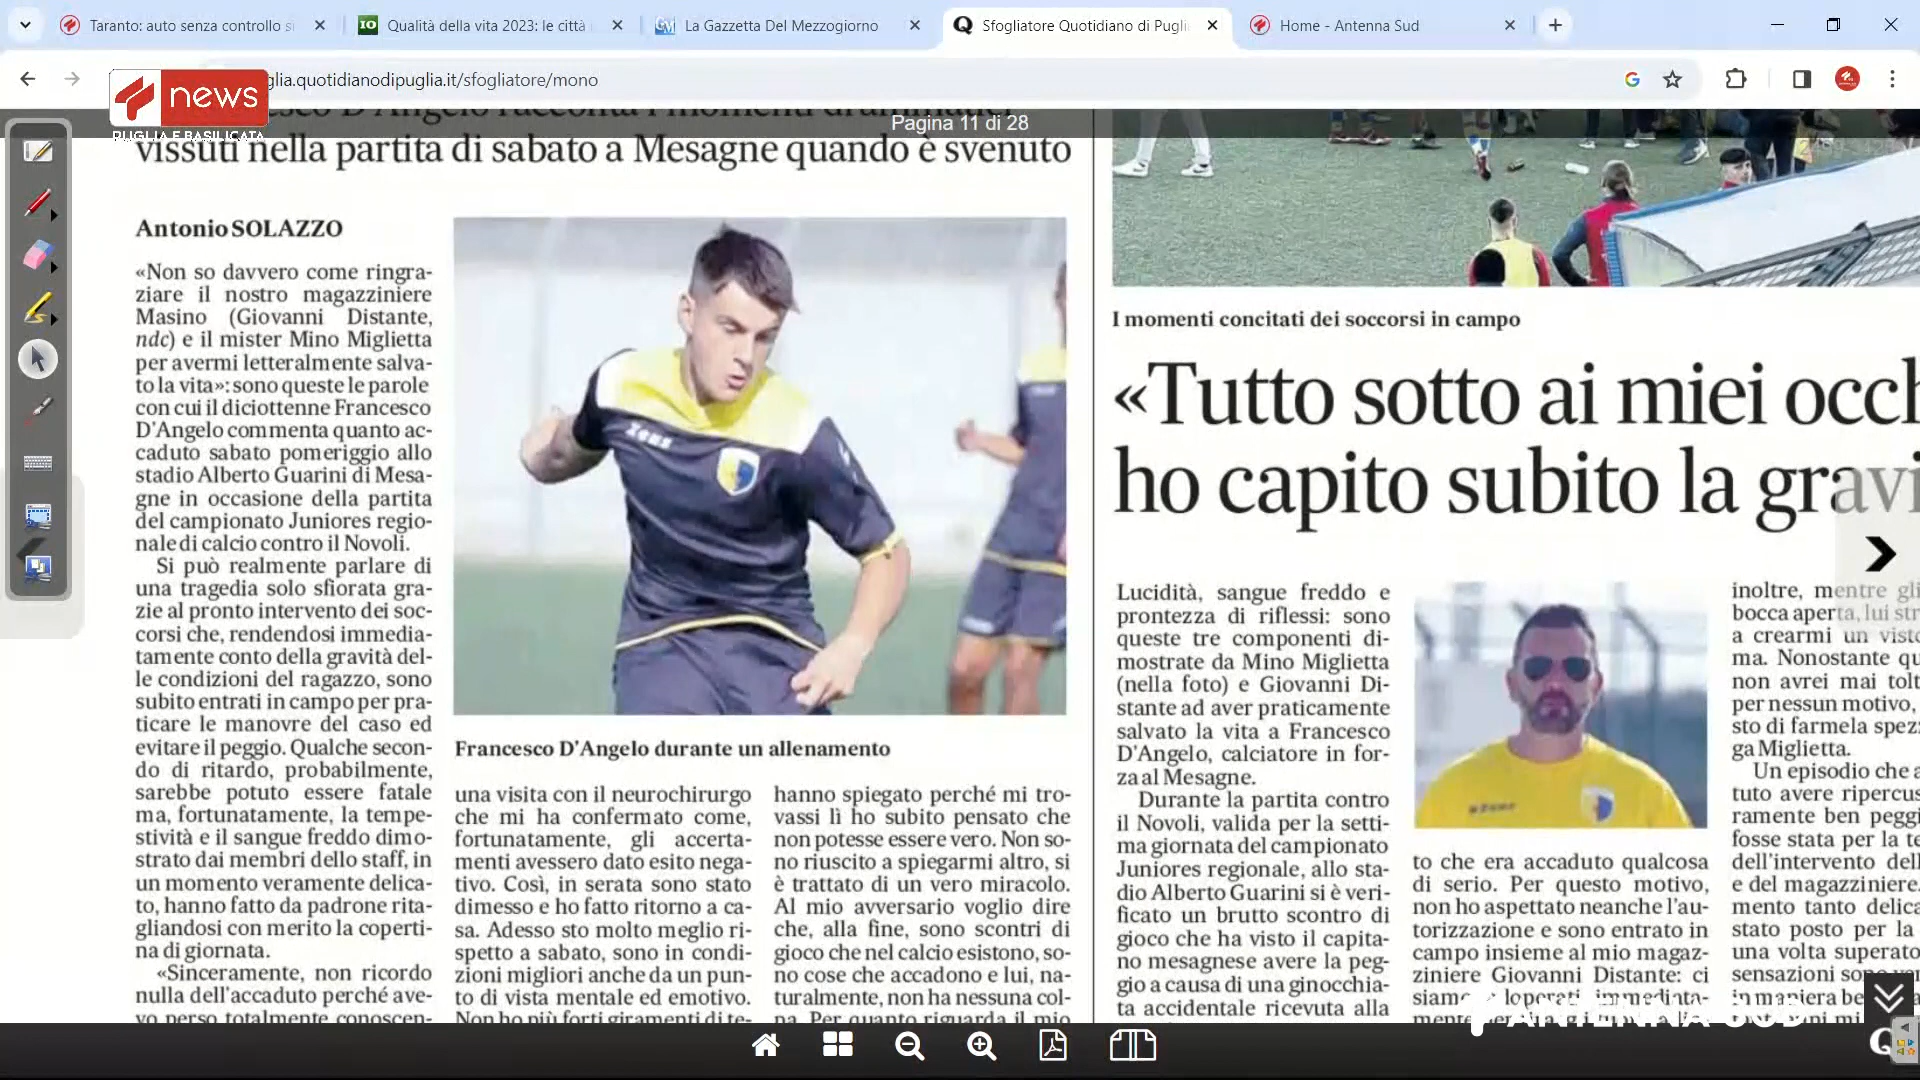 Taranto: auto senza controllo s
Qualità della vita 2023: le città
La Gazzetta Del Mezzogiorno
Sfogliatore Quotidiano di Pugli
Home - Antenna Sud
glia.quotidianodipuglia.it/sfogliatore/mono
news
PUGLIA E BASILICATA
Pagina 11 di 28
vissuti nella partita di sabato a Mesagne quando è svenuto
Antonio SOLAZZO
«Non so davvero come ringra-
ziare il nostro magazziniere
Masino (Giovanni Distante,
ndc) e il mister Mino Miglietta
per avermi letteralmente salva-
to la vita»: sono queste le parole
con cui il diciottenne Francesco
D'Angelo commenta quanto ac-
caduto sabato pomeriggio allo
stadio Alberto Guarini di Mesa-
gne in occasione della partita
del campionato Juniores regio-
nale di calcio contro il Novoli.
Si può realmente parlare di
una tragedia solo sfiorata gra-
zie al pronto intervento dei soc-
corsi che, rendendosi immedia-
tamente conto della gravità del-
le condizioni del ragazzo, sono
subito entrati in campo per pra-
ticare le manovre del caso ed
evitare il peggio. Qualche secon-
do di ritardo, probabilmente,
sarebbe potuto essere fatale
ma, fortunatamente, la tempe-
stività e il sangue freddo dimo-
strato dai membri dello staff, in
un momento veramente delica-
to, hanno fatto da padrone rita-
gliandosi con merito la coperti-
na di giornata.
«Sinceramente, non ricordo
nulla dell'accaduto perché ave-
vo perso totalmente conoscen-
zeus
Francesco D'Angelo durante un allenamento
una visita con il neurochirurgo
che mi ha confermato come,
fortunatamente, gli accerta-
menti avessero dato esito nega-
tivo. Così, in serata sono stato
dimesso e ho fatto ritorno a ca-
sa. Adesso sto molto meglio ri-
spetto a sabato, sono in condi-
zioni migliori anche da un pun-
to di vista mentale ed emotivo.
Non ho più forti giramenti di te-
hanno spiegato perché mi tro-
vassi lì ho subito pensato che
non potesse essere vero. Non so-
no riuscito a spiegarmi altro, si
è trattato di un vero miracolo.
Al mio avversario voglio dire
che, alla fine, sono scontri di
gioco che nel calcio esistono, so-
no cose che accadono e lui, na-
turalmente, non ha nessuna col-
pa. Per quanto riguarda il mio
I momenti concitati dei soccorsi in campo
«Tutto sotto ai miei occh
ho capito subito la gravi
Lucidità, sangue freddo e
prontezza di riflessi: sono
queste tre componenti di-
mostrate da Mino Miglietta
(nella foto) e Giovanni Di-
stante ad aver praticamente
salvato la vita a Francesco
D'Angelo, calciatore in for-
za al Mesagne.
Durante la partita contro
il Novoli, valida per la setti-
ma giornata del campionato
Juniores regionale, allo sta-
dio Alberto Guarini si è veri-
ficato un brutto scontro di
gioco che ha visto il capita-
no mesagnese avere la peg-
gio a causa di una ginocchia-
ta accidentale ricevuta alla
to che era accaduto qualcosa
di serio. Per questo motivo,
non ho aspettato neanche l'au-
torizzazione e sono entrato in
campo insieme al mio magaz-
ziniere Giovanni Distante: ci
inoltre, mentre gli
bocca aperta, lui str
a crearmi un visto
ma. Nonostante qu
non avrei mai tolt
per nessun motivo,
sto di farmela spez
ga Miglietta.
Un episodio che a
tuto avere ripercus
ramente ben peggi
fosse stata per la te
dell'intervento dell
e del magazziniere.
mento tanto delica
stato posto per la
una volta superato
ANTENNA SUD